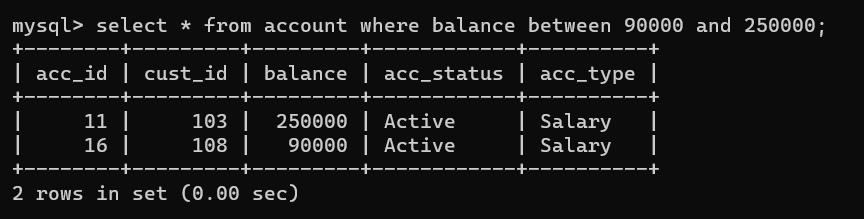 mysql> select * from account where balance between 90000 and 250000;
+--------+---------+---------+------------+----------+
| acc_id | cust_id | balance | acc_status | acc_type |
+--------+---------+---------+------------+----------+
|     11 |     103 |  250000 | Active     | Salary   |
|     16 |     108 |   90000 | Active     | Salary   |
+--------+---------+---------+------------+----------+
2 rows in set (0.00 sec)